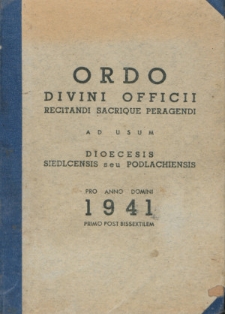 ORDO
DIVINI OFFICII
RECITANDI SACRIQUE PERAGENDI
AD USUM
DIOECESIS
SIEDLCENSIS seu PODLACHIENSIS
PRO ANNO DOMINI
1941
PRIMO POST BISSEXTILEM